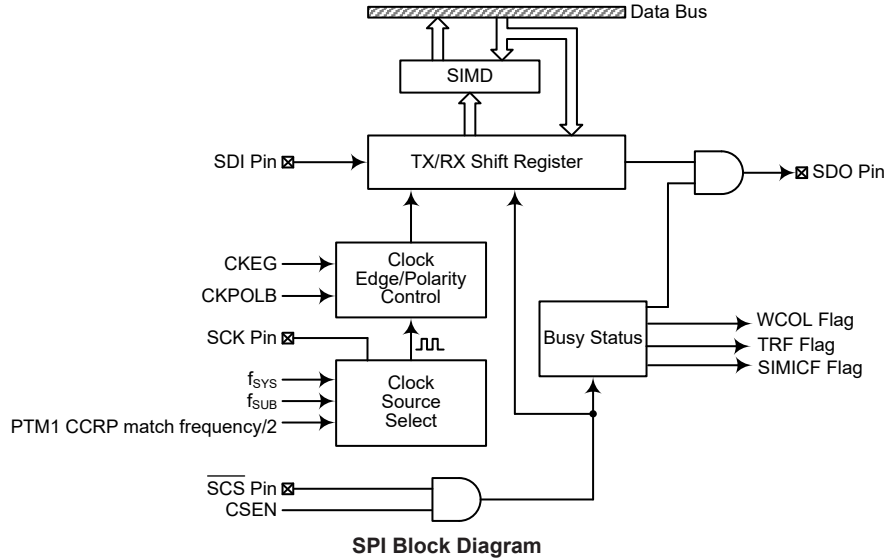 Data Bus
SIMD
SDI Pin
TX/RX Shift Register
SDO Pin
CKEG
CKPOLB
Clock
Edge/Polarity
Control
SCK Pin
Busy Status
WCOL Flag
TRF Flag
SIMICF Flag
fSYS
fSUB
PTM1 CCRP match frequency/2
Clock
Source
Select
SCS Pin
CSEN
SPI Block Diagram